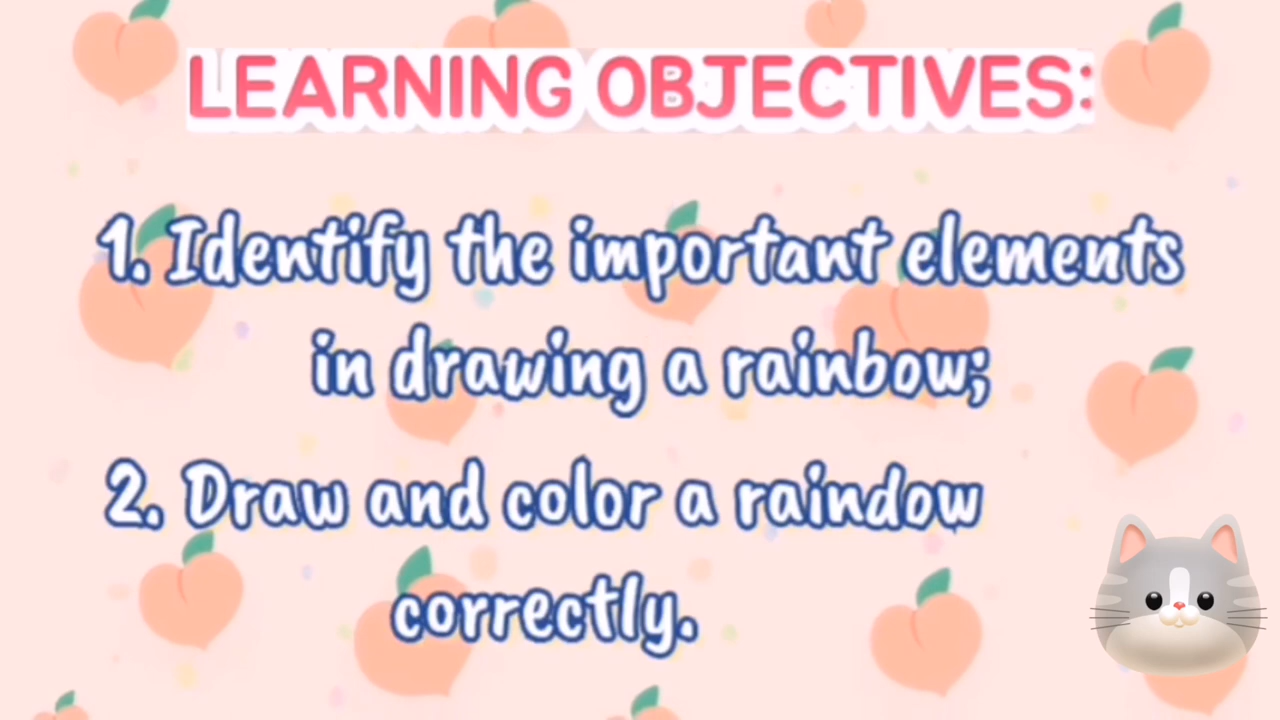 LEARNING OBJECTIVES:
1. Identify the important elements
in drawing a rainbow;
2. Draw and color a raindow
correctly.